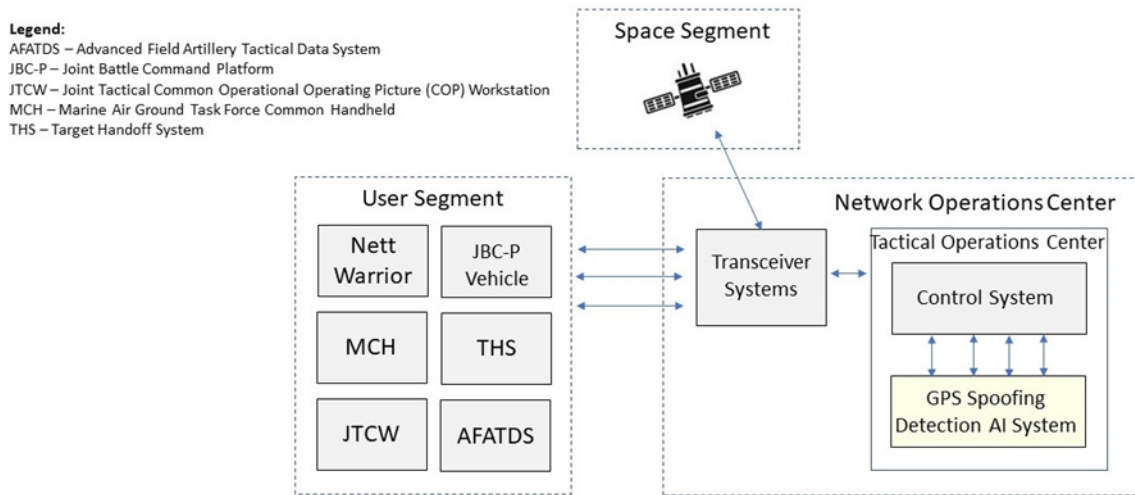 Legend:
AFATDS – Advanced Field Artillery Tactical Data System
JBC-P – Joint Battle Command Platform
JTCW – Joint Tactical Common Operational Operating Picture (COP) Workstation
MCH – Marine Air Ground Task Force Common Handheld
THS – Target Handoff System
Space Segment
User Segment
Nett
Warrior
JBC-P
Vehicle
MCH
THS
JTCW
AFATDS
Network Operations Center
Transceiver
Systems
Tactical Operations Center
Control System
GPS Spoofing
Detection AI System